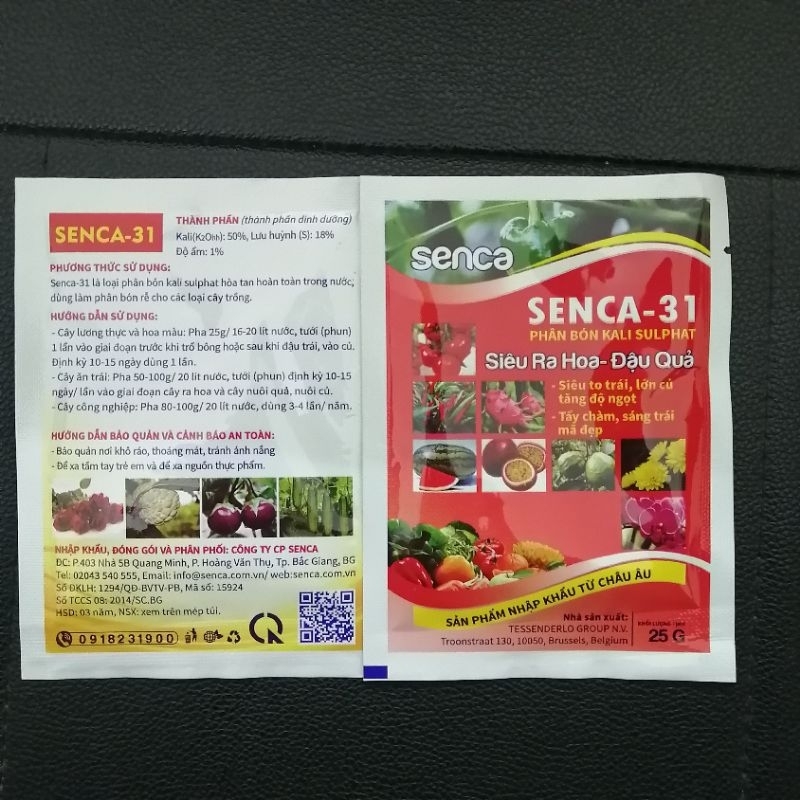 SENCA-31
THÀNH PHẦN (thành phần dinh dưỡng)
Kali(K₂Ohh): 50%, Lưu huỳnh (S): 18%
Độ ẩm: 1%
PHƯƠNG THỨC SỬ DỤNG:
Senca-31 là loại phân bón kali sulphat hòa tan hoàn toàn trong nước,
dùng làm phân bón rễ cho các loại cây trồng.
HƯỚNG DẪN SỬ DỤNG:
- Cây lương thực và hoa màu: Pha 25g/ 16-20 lít nước, tưới (phun)
1 lần vào giai đoạn trước khi trổ bông hoặc sau khi đậu trái, vào củ.
Định kỳ 10-15 ngày dùng 1 lần.
- Cây ăn trái: Pha 50-100g/ 20 lít nước, tưới (phun) định kỳ 10-15
ngày/ lần vào giai đoạn cây ra hoa và cây nuôi quả, nuôi củ.
- Cây công nghiệp: Pha 80-100g/ 20 lít nước, dùng 3-4 lần/ năm.
HƯỚNG DẪN BẢO QUẢN VÀ CẢNH BÁO AN TOÀN:
- Bảo quản nơi khô ráo, thoáng mát, tránh ánh nắng
- Để xa tầm tay trẻ em và để xa nguồn thực phẩm.
NHẬP KHẨU, ĐÓNG GÓI VÀ PHÂN PHỐI: CÔNG TY CP SENCA
ĐC: P.403 Nhà 5B Quang Minh, P. Hoàng Văn Thụ, Tp. Bắc Giang, BG
Tel: 02043 540 555, Email: info@senca.com.vn/ web:senca.com.vn
Số ĐKLH: 1294/QĐ-BVTV-PB, Mã số: 15924
Số TCCS 08: 2014/SC.BG
HSD: 03 năm, NSX: xem trên mép túi.
0918231900
senca
SENCA-31
PHÂN BÓN KALI SULPHAT
Siêu Ra Hoa- Đậu Quả
- Siêu to trái, lớn củ
tăng độ ngọt
- Tẩy chàm, sáng trái
mã đẹp
SẢN PHẨM NHẬP KHẨU TỪ CHÂU ÂU
Nhà sản xuất:
TESSENDERLO GROUP N.V.
Troonstraat 130, 10050, Brussels, Belgium
KHỐI LƯỢNG TỊNH
25 G